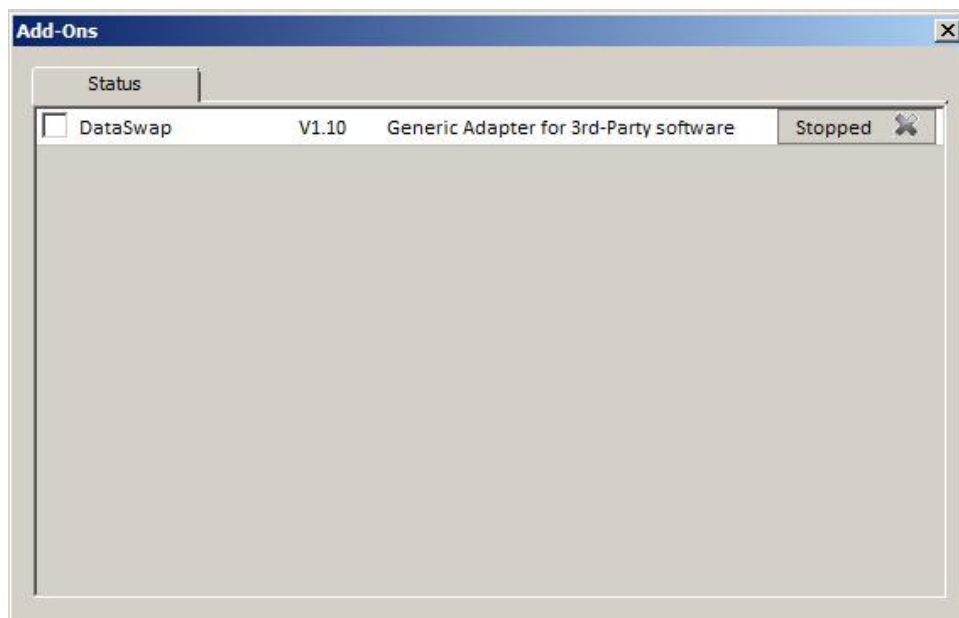 Add-Ons
Status
DataSwap V1.10 Generic Adapter for 3rd-Party software Stopped